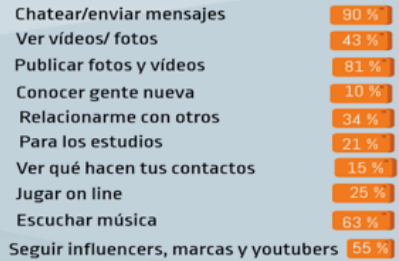 Chatear/enviar mensajes 90 %
Ver vídeos/ fotos 43 %
Publicar fotos y vídeos 81 %
Conocer gente nueva 10 %
Relacionarme con otros 34 %
Para los estudios 21 %
Ver qué hacen tus contactos 15 %
Jugar on line 25 %
Escuchar música 63 %
Seguir influencers, marcas y youtubers 55 %